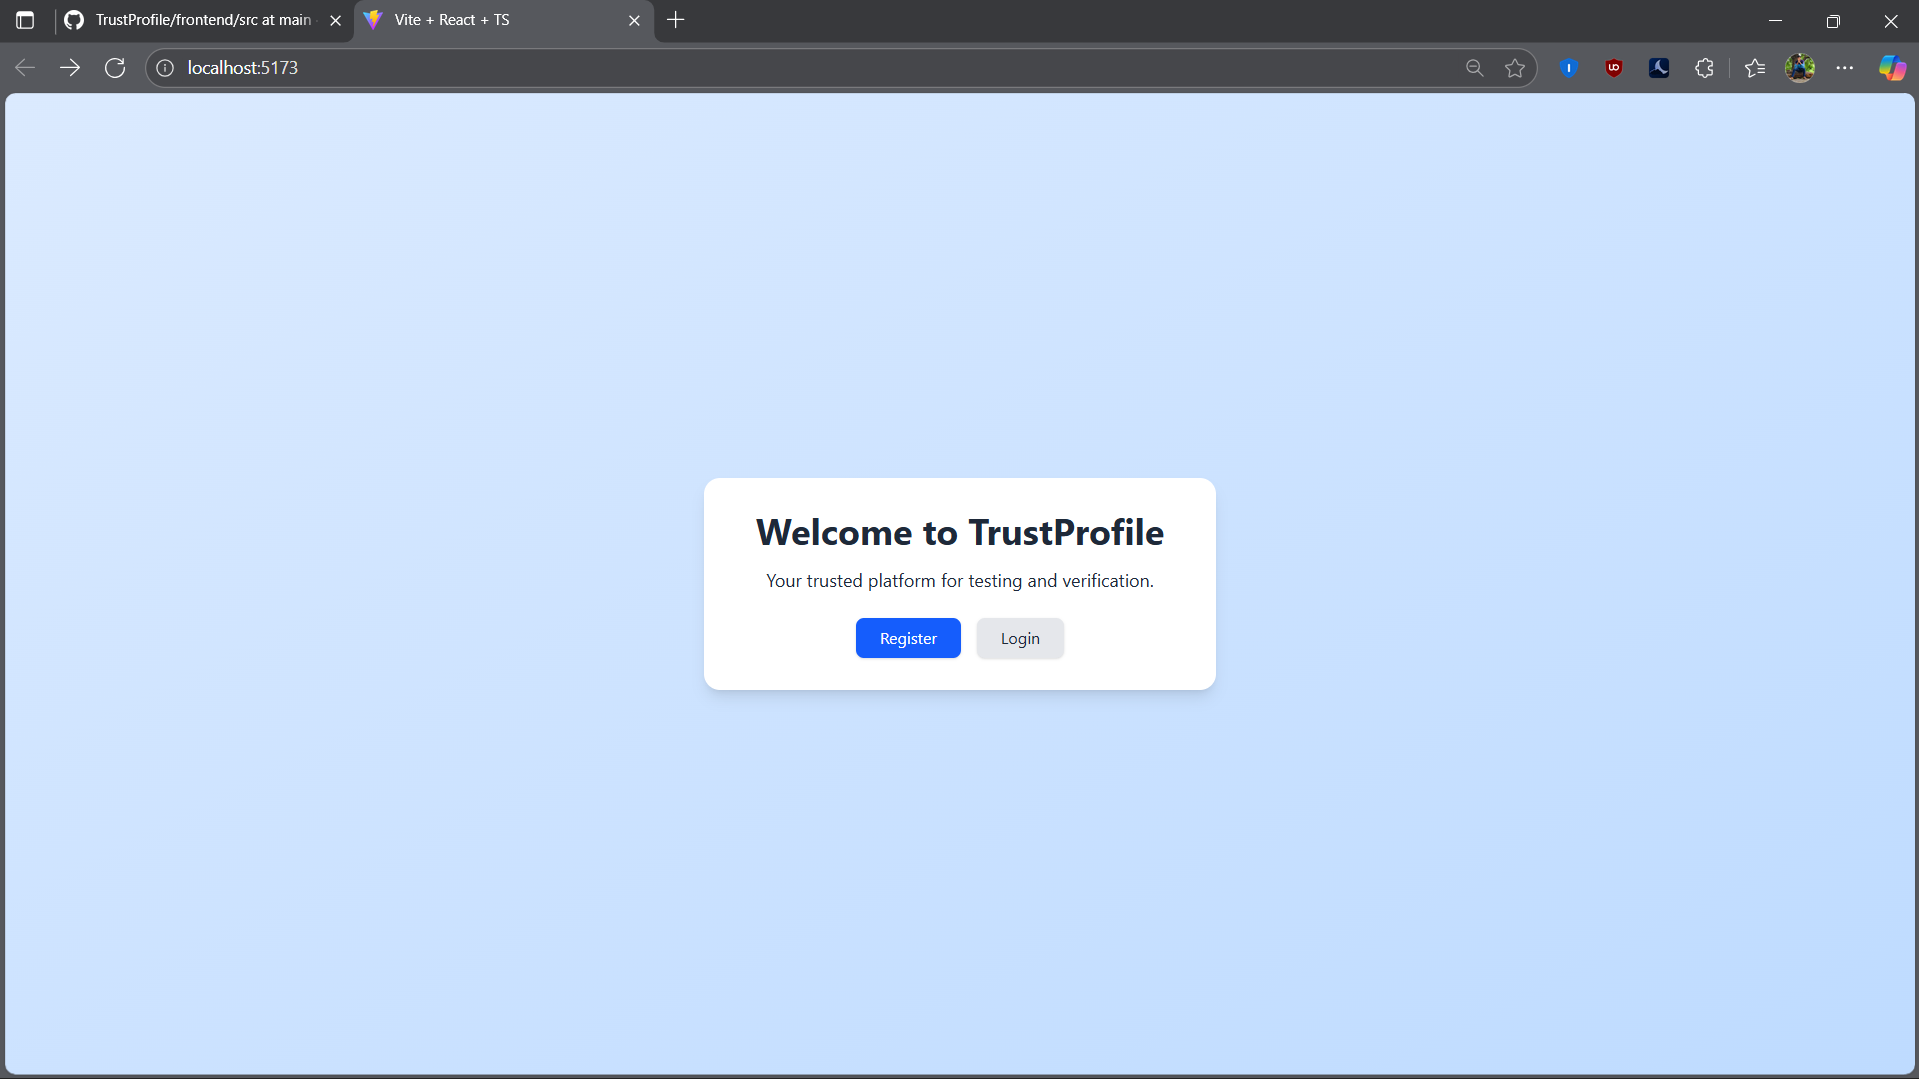 TrustProfile/frontend/src at main
Vite + React + TS
localhost:5173
Welcome to TrustProfile
Your trusted platform for testing and verification.
Register
Login